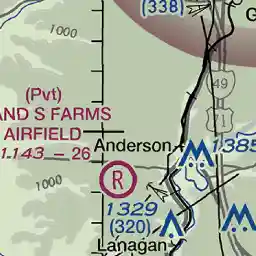 (338)
G
49
71
1000
(Pvt)
AND S FARMS
AIRFIELD
1143 - 26
Anderson
1385
1000
R
1329
(320)
Lanagan